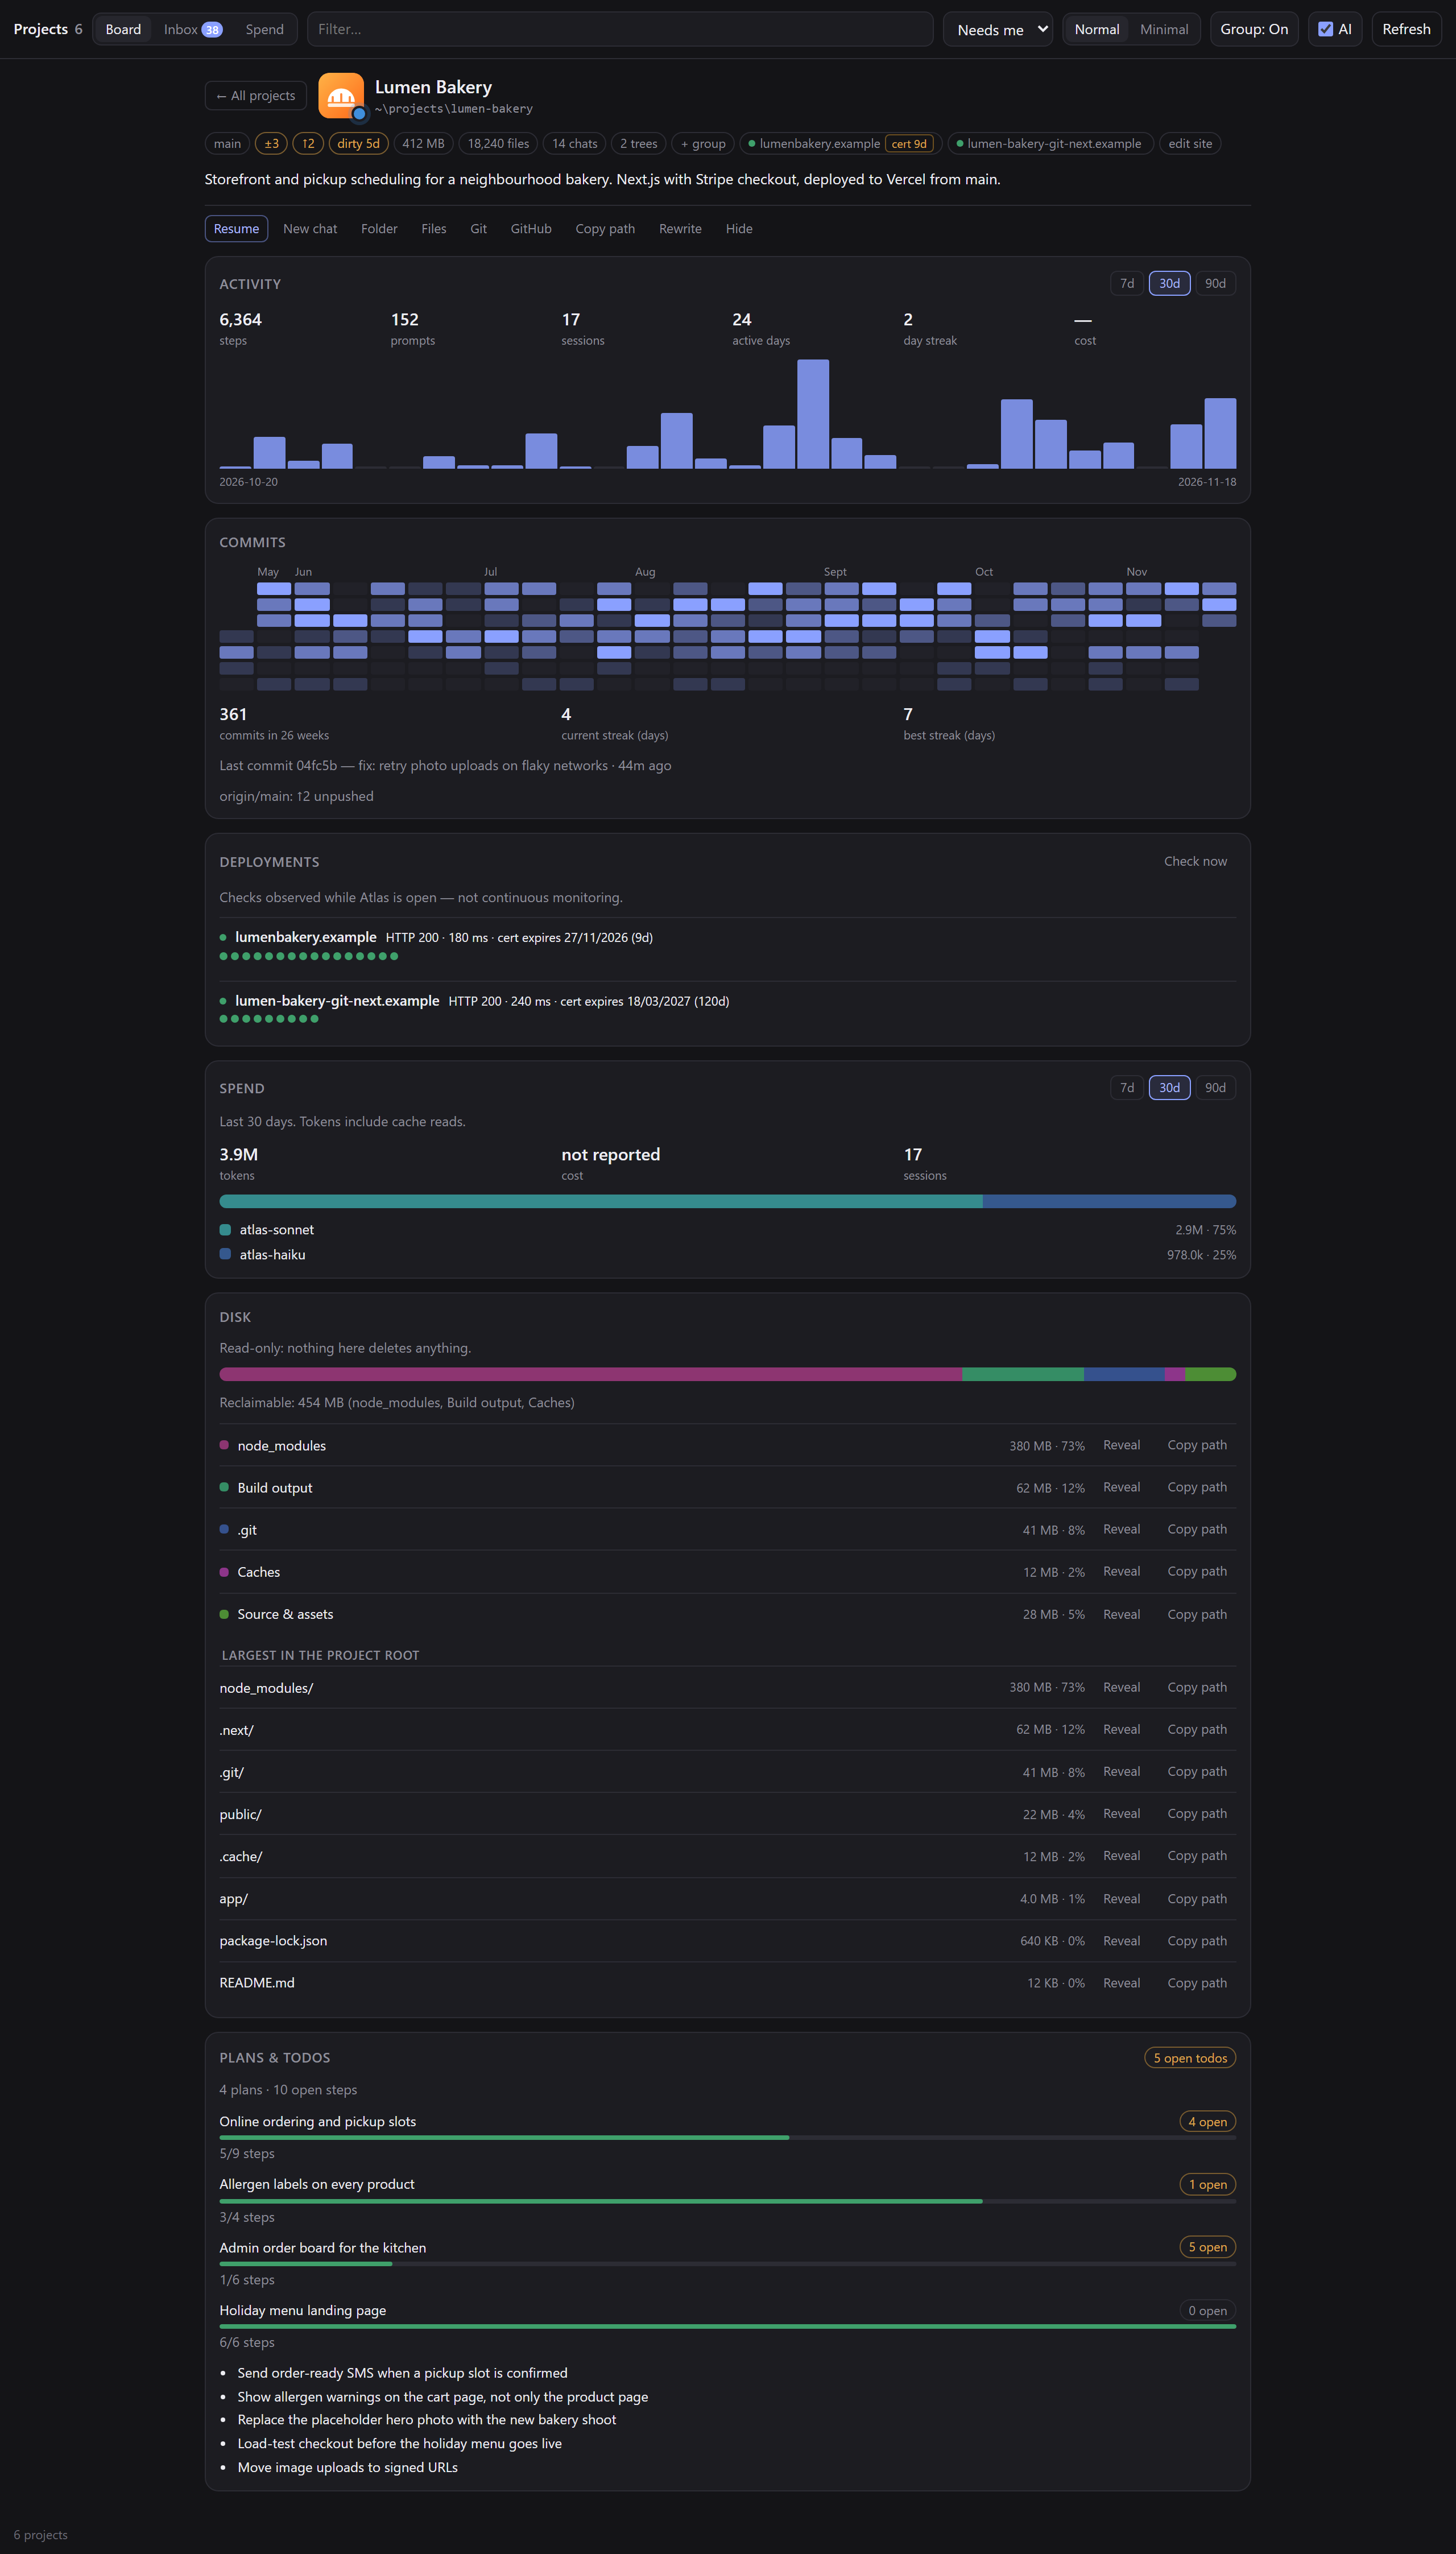 Projects 6 Board Inbox 38 Spend Filter... Needs me Normal Minimal Group: On AI Refresh
← All projects
Lumen Bakery
~\projects\lumen-bakery
main ±3 ↑2 dirty 5d 412 MB 18,240 files 14 chats 2 trees + group lumenbakery.example cert 9d lumen-bakery-git-next.example edit site
Storefront and pickup scheduling for a neighbourhood bakery. Next.js with Stripe checkout, deployed to Vercel from main.
Resume New chat Folder Files Git GitHub Copy path Rewrite Hide
ACTIVITY 7d 30d 90d
6,364 152 17 24 2 —
steps prompts sessions active days day streak cost
2026-10-20 2026-11-18
COMMITS
May Jun Jul Aug Sept Oct Nov
361 4 7
commits in 26 weeks current streak (days) best streak (days)
Last commit 04fc5b — fix: retry photo uploads on flaky networks · 44m ago
origin/main: ↑2 unpushed
DEPLOYMENTS Check now
Checks observed while Atlas is open — not continuous monitoring.
lumenbakery.example HTTP 200 · 180 ms · cert expires 27/11/2026 (9d)
lumen-bakery-git-next.example HTTP 200 · 240 ms · cert expires 18/03/2027 (120d)
SPEND 7d 30d 90d
Last 30 days. Tokens include cache reads.
3.9M not reported 17
tokens cost sessions
atlas-sonnet 2.9M · 75%
atlas-haiku 978.0k · 25%
DISK
Read-only: nothing here deletes anything.
Reclaimable: 454 MB (node_modules, Build output, Caches)
node_modules 380 MB · 73% Reveal Copy path
Build output 62 MB · 12% Reveal Copy path
.git 41 MB · 8% Reveal Copy path
Caches 12 MB · 2% Reveal Copy path
Source & assets 28 MB · 5% Reveal Copy path
LARGEST IN THE PROJECT ROOT
node_modules/ 380 MB · 73% Reveal Copy path
.next/ 62 MB · 12% Reveal Copy path
.git/ 41 MB · 8% Reveal Copy path
public/ 22 MB · 4% Reveal Copy path
.cache/ 12 MB · 2% Reveal Copy path
app/ 4.0 MB · 1% Reveal Copy path
package-lock.json 640 KB · 0% Reveal Copy path
README.md 12 KB · 0% Reveal Copy path
PLANS & TODOS 5 open todos
4 plans · 10 open steps
Online ordering and pickup slots 4 open
5/9 steps
Allergen labels on every product 1 open
3/4 steps
Admin order board for the kitchen 5 open
1/6 steps
Holiday menu landing page 0 open
6/6 steps
• Send order-ready SMS when a pickup slot is confirmed
• Show allergen warnings on the cart page, not only the product page
• Replace the placeholder hero photo with the new bakery shoot
• Load-test checkout before the holiday menu goes live
• Move image uploads to signed URLs
6 projects